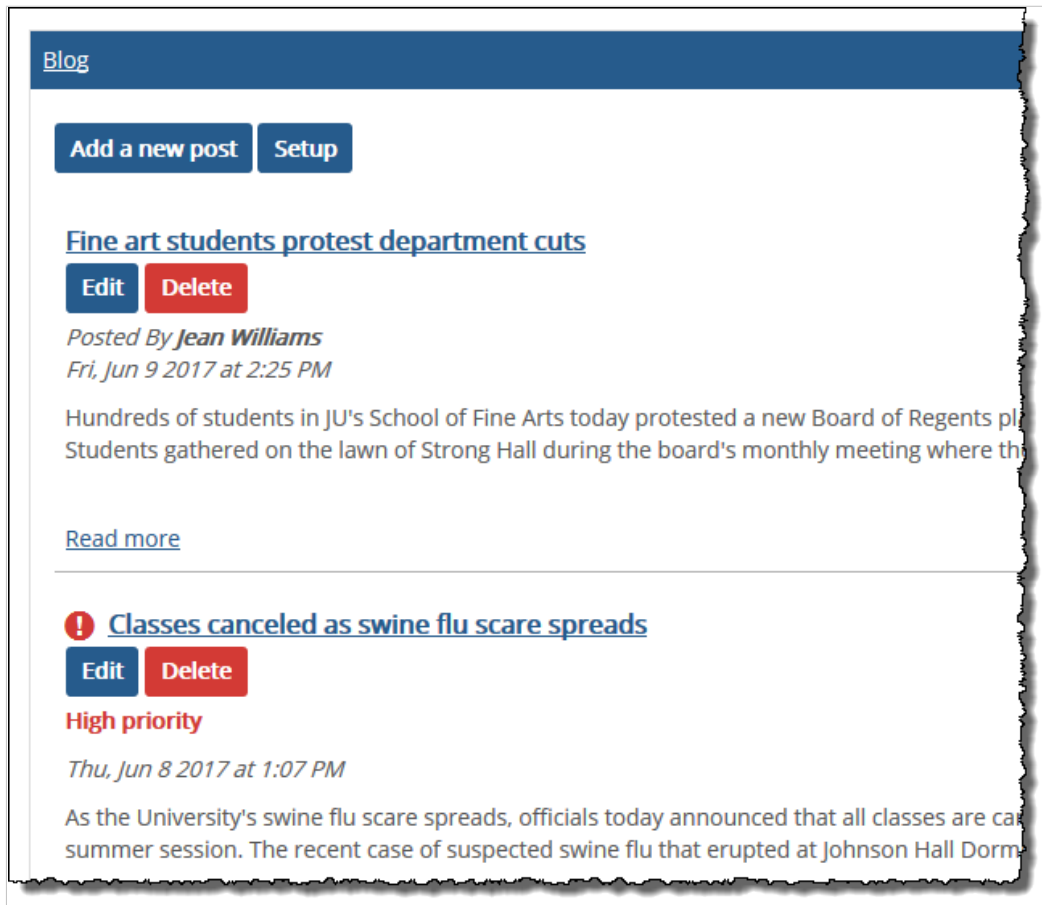 Blog
Add a new post Setup
Fine art students protest department cuts
Edit Delete
Posted By Jean Williams
Fri, Jun 9 2017 at 2:25 PM
Hundreds of students in JU's School of Fine Arts today protested a new Board of Regents
Students gathered on the lawn of Strong Hall during the board's monthly meeting where
Read more
Classes canceled as swine flu scare spreads
Edit Delete
High priority
Thu, Jun 8 2017 at 1:07 PM
As the University's swine flu scare spreads, officials today announced that all classes are
summer session. The recent case of suspected swine flu that erupted at Johnson Hall Dorm